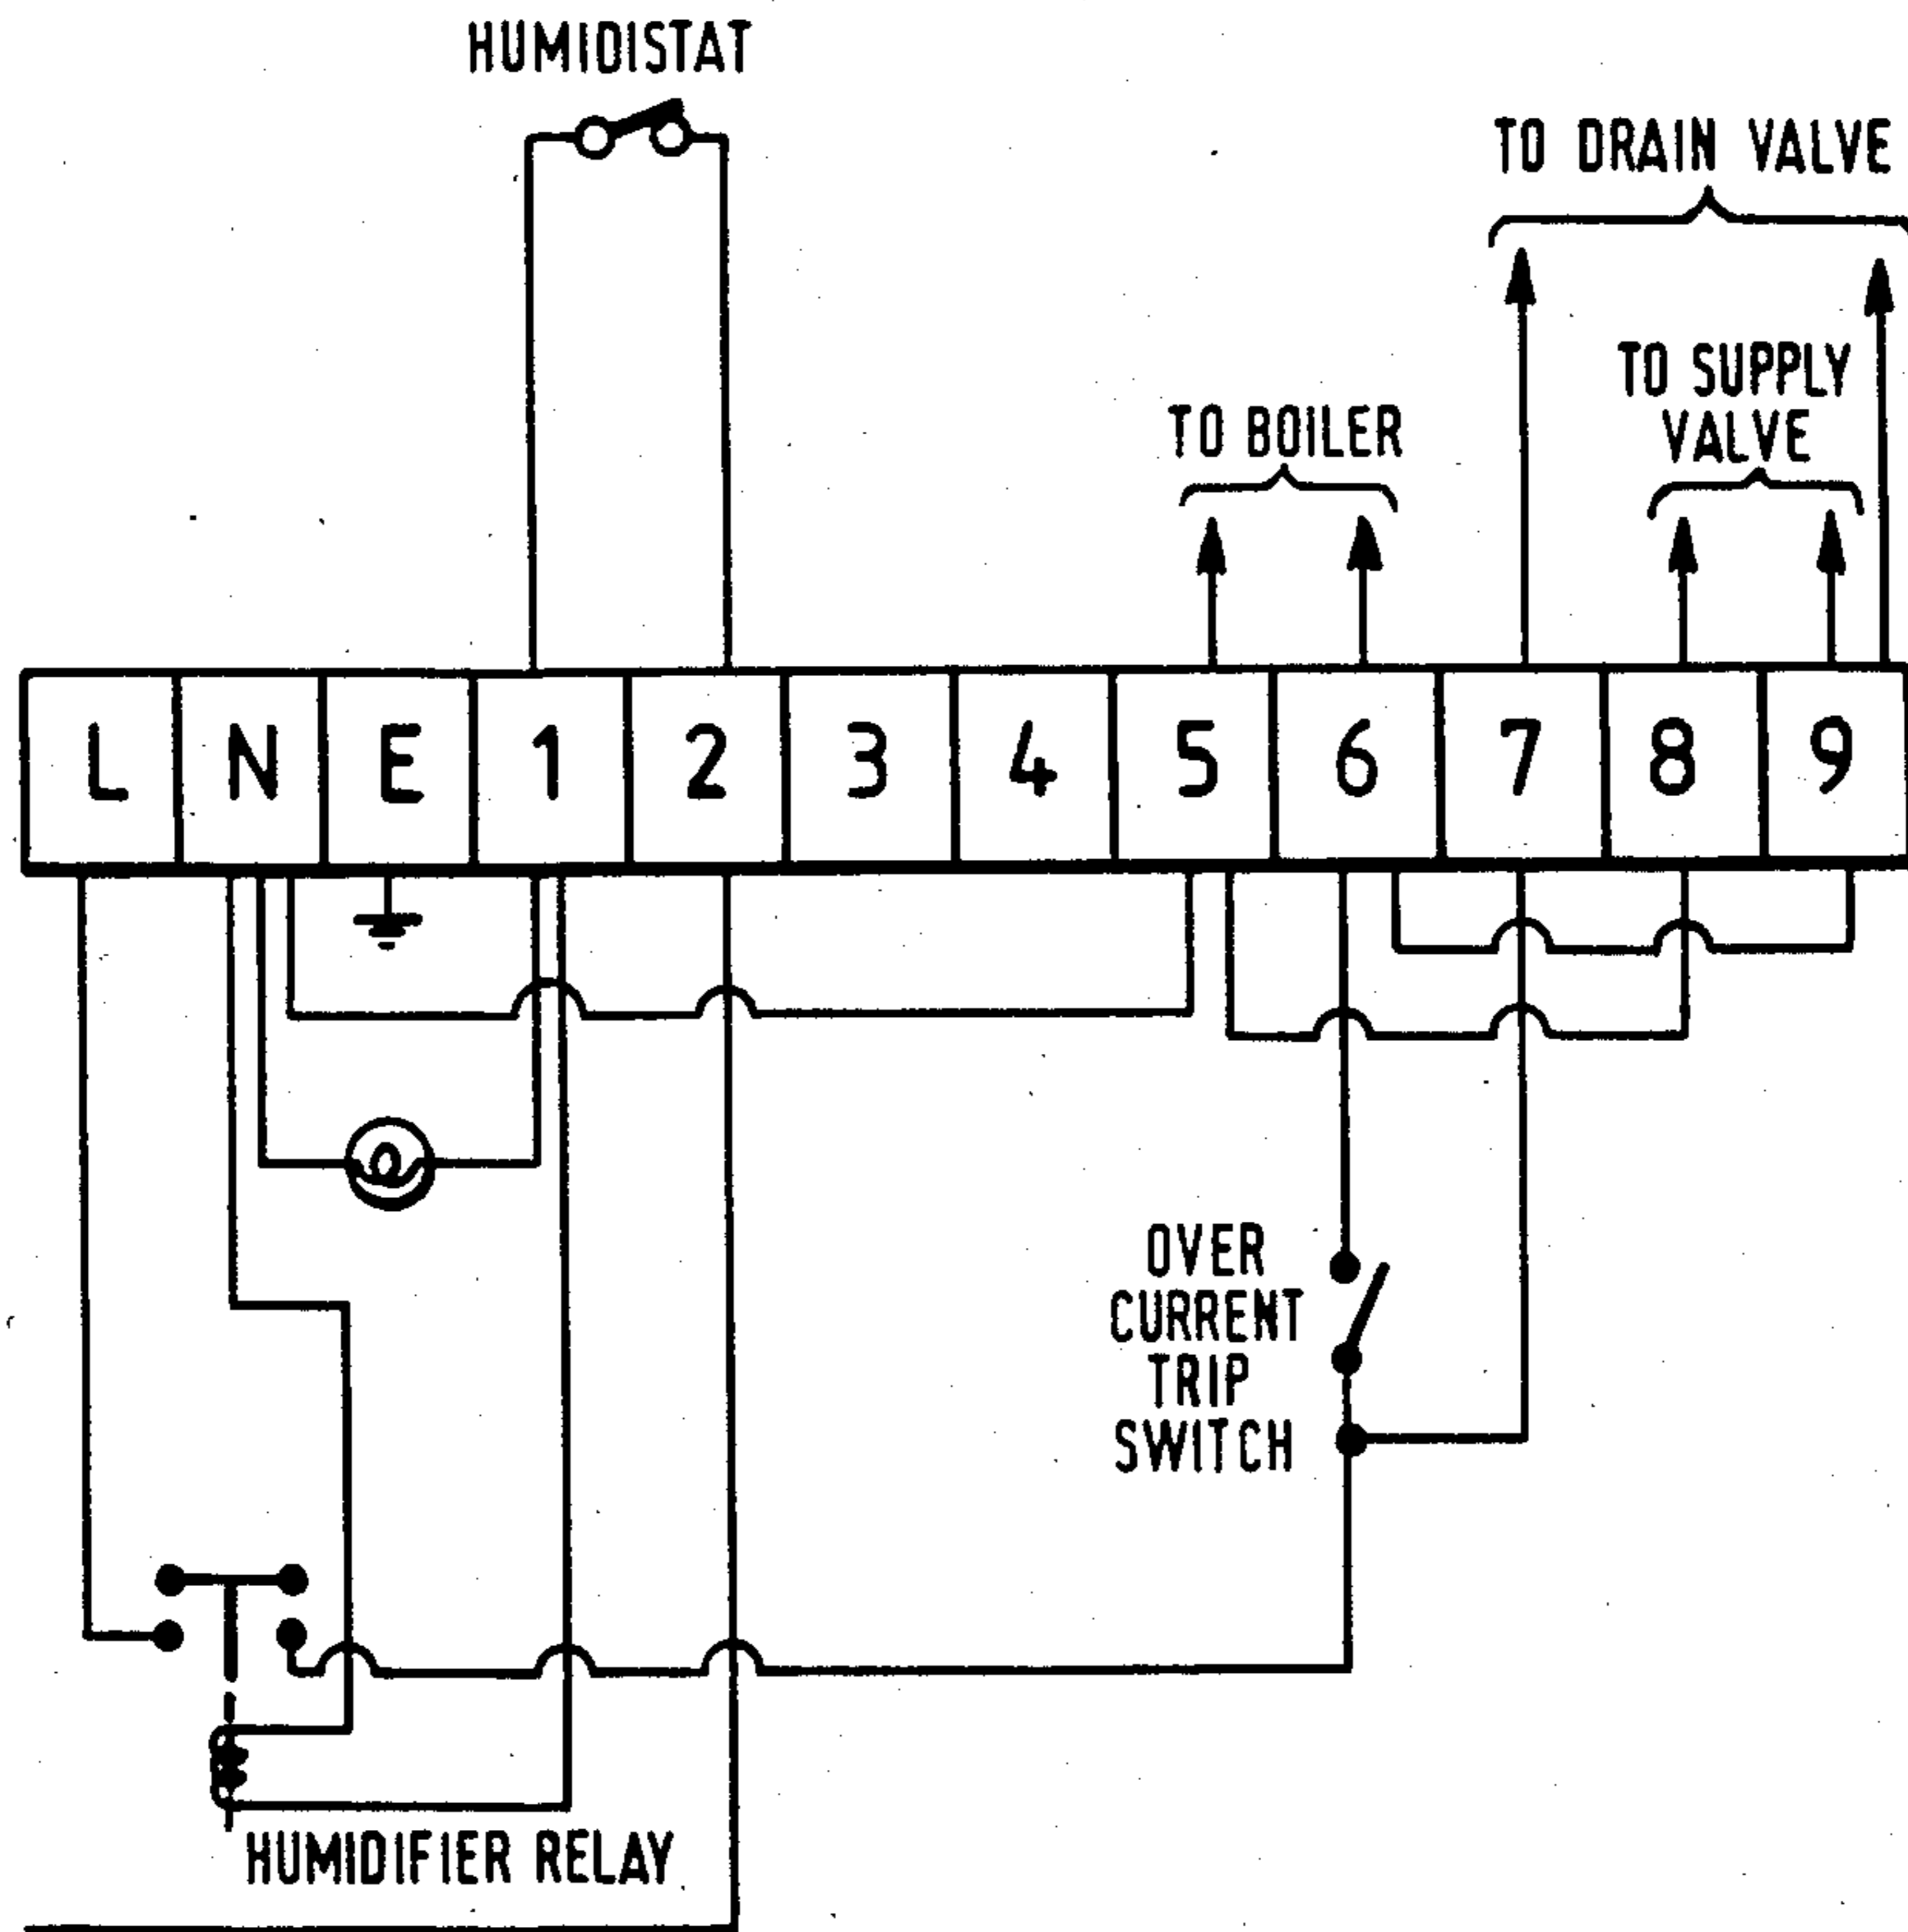 HUMIDISTAT
TO DRAIN VALVE
TO SUPPLY
VALVE
TO BOILER
L N E 1 2 3 4 5 6 7 8 9
OVER
CURRENT
TRIP
SWITCH
HUMIDIFIER RELAY